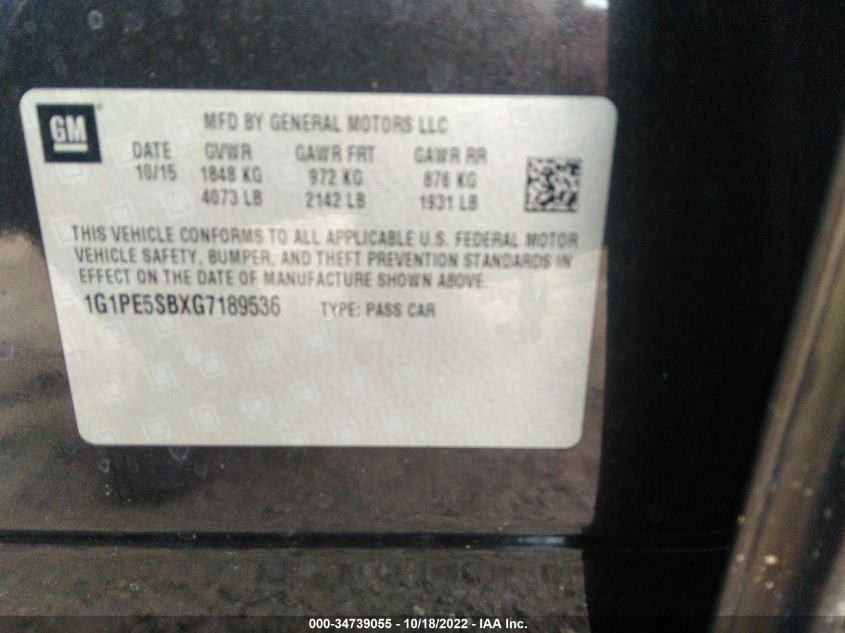 GM
MFD BY GENERAL MOTORS LLC
DATE GVWR GAWR FRT GAWR RR
10/15 1848 KG 972 KG 876 KG
4073 LB 2142 LB 1931 LB
THIS VEHICLE CONFORMS TO ALL APPLICABLE U.S. FEDERAL MOTOR
VEHICLE SAFETY, BUMPER, AND THEFT PREVENTION STANDARDS IN
EFFECT ON THE DATE OF MANUFACTURE SHOWN ABOVE.
1G1PE5SBXG7189536 TYPE: PASS CAR
000-34739055 - 10/18/2022 - IAA Inc.